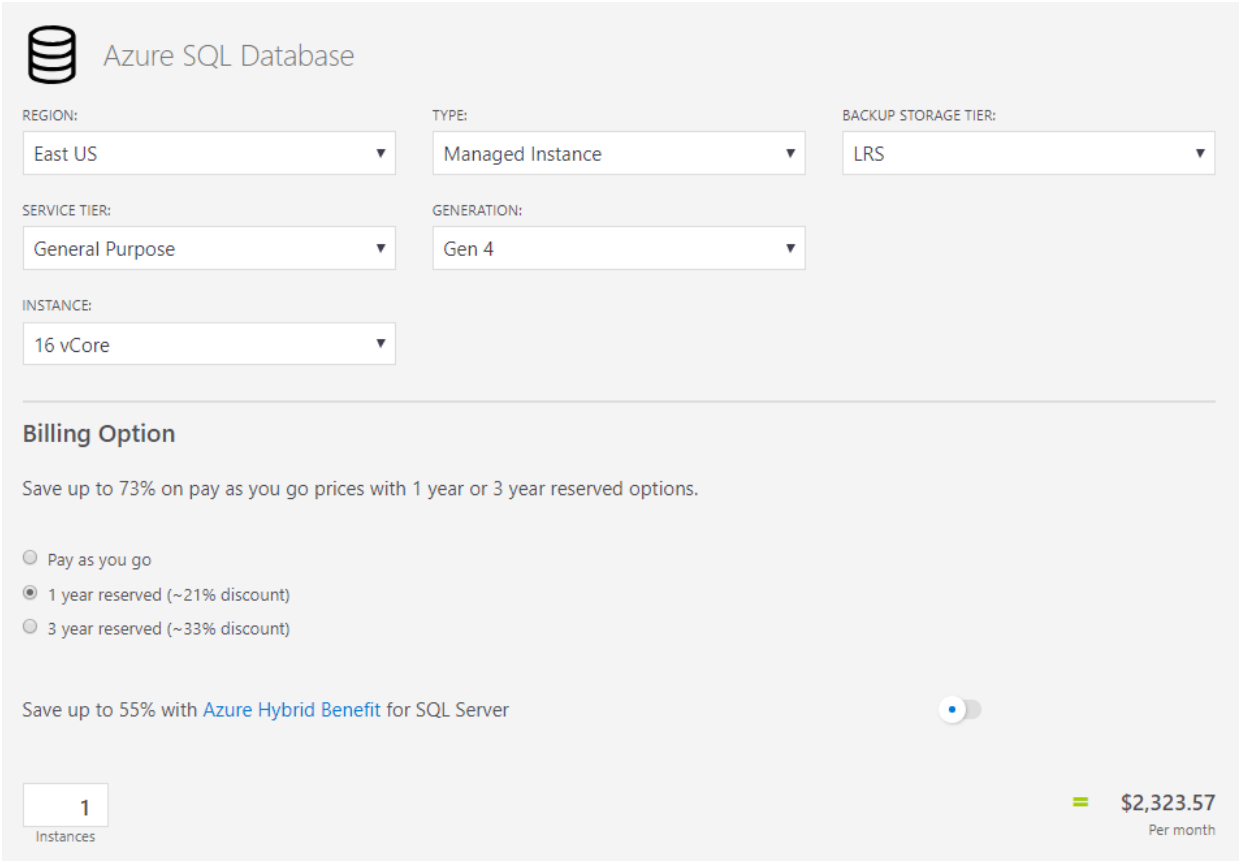 Azure SQL Database
REGION: TYPE: BACKUP STORAGE TIER:
East US Managed Instance LRS
SERVICE TIER: GENERATION:
General Purpose Gen 4
INSTANCE:
16 vCore
Billing Option
Save up to 73% on pay as you go prices with 1 year or 3 year reserved options.
Pay as you go
1 year reserved (~21% discount)
3 year reserved (~33% discount)
Save up to 55% with Azure Hybrid Benefit for SQL Server
1 = $2,323.57
Instances Per month